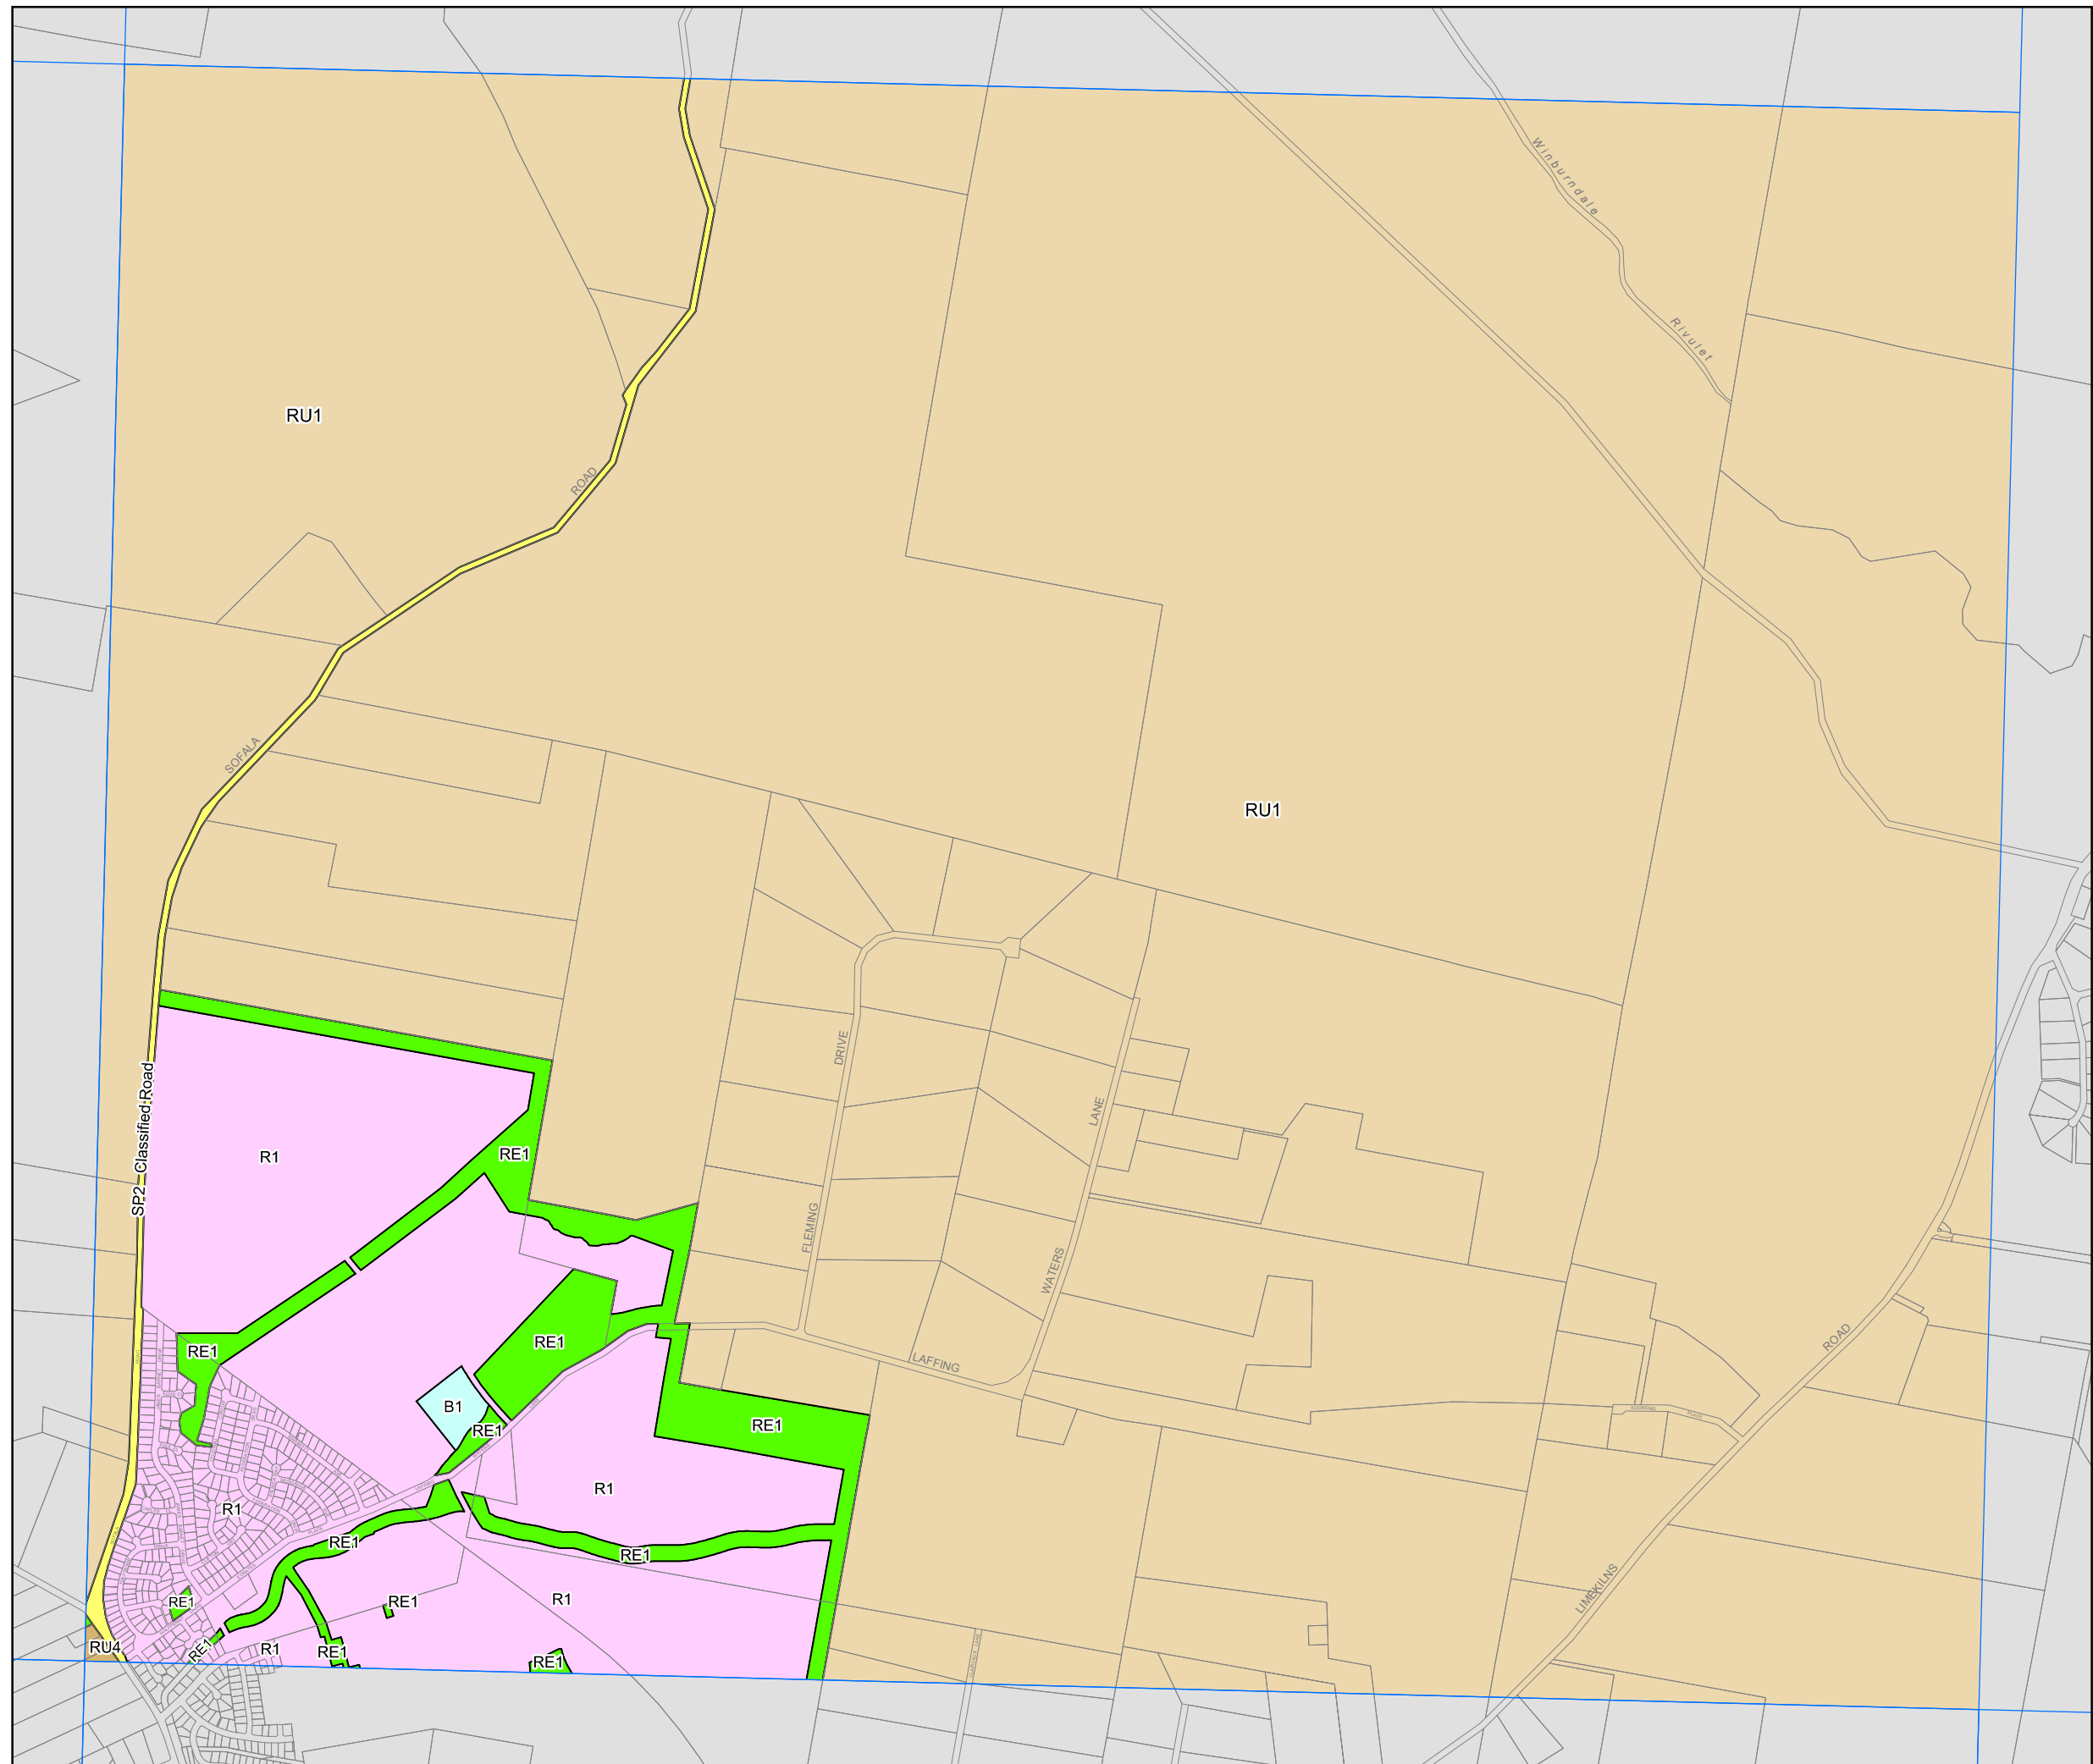 Winburndale
Rivulet
RU1
ROAD
SOFALA
RU1
DRIVE
SP2 Classified Road
LANE
RE1
R1
FLEMING
WATERS
RE1
RE1
ROAD
LAFFING
B1
RE1
RE1
R1
R1
RE1
RE1
LIMEKILNS
RE1
RE1
R1
RU4
RE1
R1
RE1
RE1